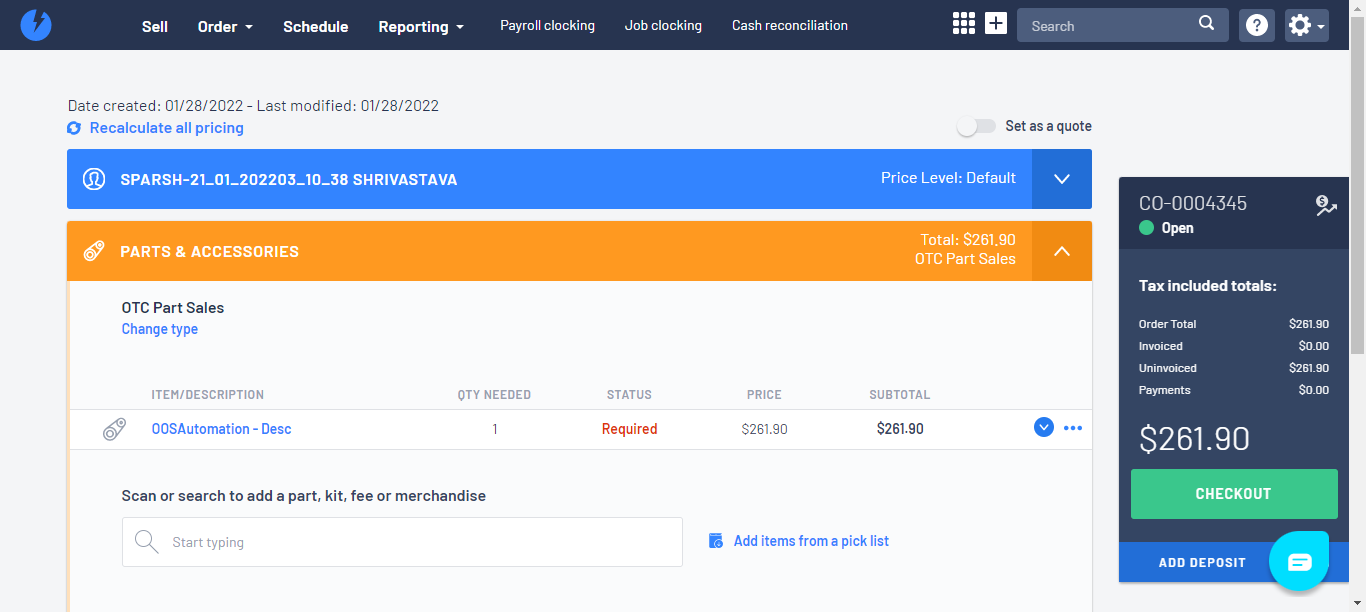 Sell Order Schedule Reporting Payroll clocking Job clocking Cash reconciliation Search
Date created: 01/28/2022 - Last modified: 01/28/2022
Recalculate all pricing
Set as a quote
SPARSH-21_01_202203_10_38 SHRIVASTAVA
Price Level: Default
PARTS & ACCESSORIES
Total: $261.90
OTC Part Sales
OTC Part Sales
Change type
ITEM/DESCRIPTION QTY NEEDED STATUS PRICE SUBTOTAL
OOSAutomation - Desc 1 Required $261.90 $261.90
Scan or search to add a part, kit, fee or merchandise
Start typing
Add items from a pick list
CO-0004345
Open
Tax included totals:
Order Total $261.90
Invoiced $0.00
Uninvoiced $261.90
Payments $0.00
$261.90
CHECKOUT
ADD DEPOSIT